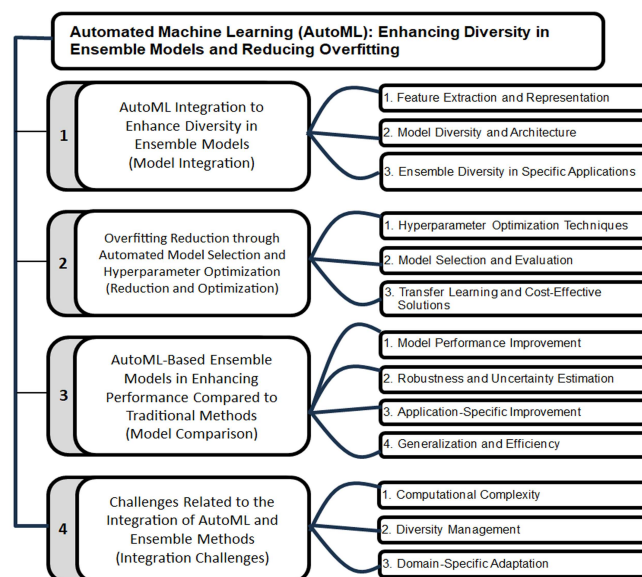 Automated Machine Learning (AutoML): Enhancing Diversity in
Ensemble Models and Reducing Overfitting
1
AutoML Integration to
Enhance Diversity in
Ensemble Models
(Model Integration)
1. Feature Extraction and Representation
2. Model Diversity and Architecture
3. Ensemble Diversity in Specific Applications
2
Overfitting Reduction through
Automated Model Selection and
Hyperparameter Optimization
(Reduction and Optimization)
1. Hyperparameter Optimization Techniques
2. Model Selection and Evaluation
3. Transfer Learning and Cost-Effective
Solutions
3
AutoML-Based Ensemble
Models in Enhancing
Performance Compared to
Traditional Methods
(Model Comparison)
1. Model Performance Improvement
2. Robustness and Uncertainty Estimation
3. Application-Specific Improvement
4. Generalization and Efficiency
4
Challenges Related to the
Integration of AutoML and
Ensemble Methods
(Integration Challenges)
1. Computational Complexity
2. Diversity Management
3. Domain-Specific Adaptation